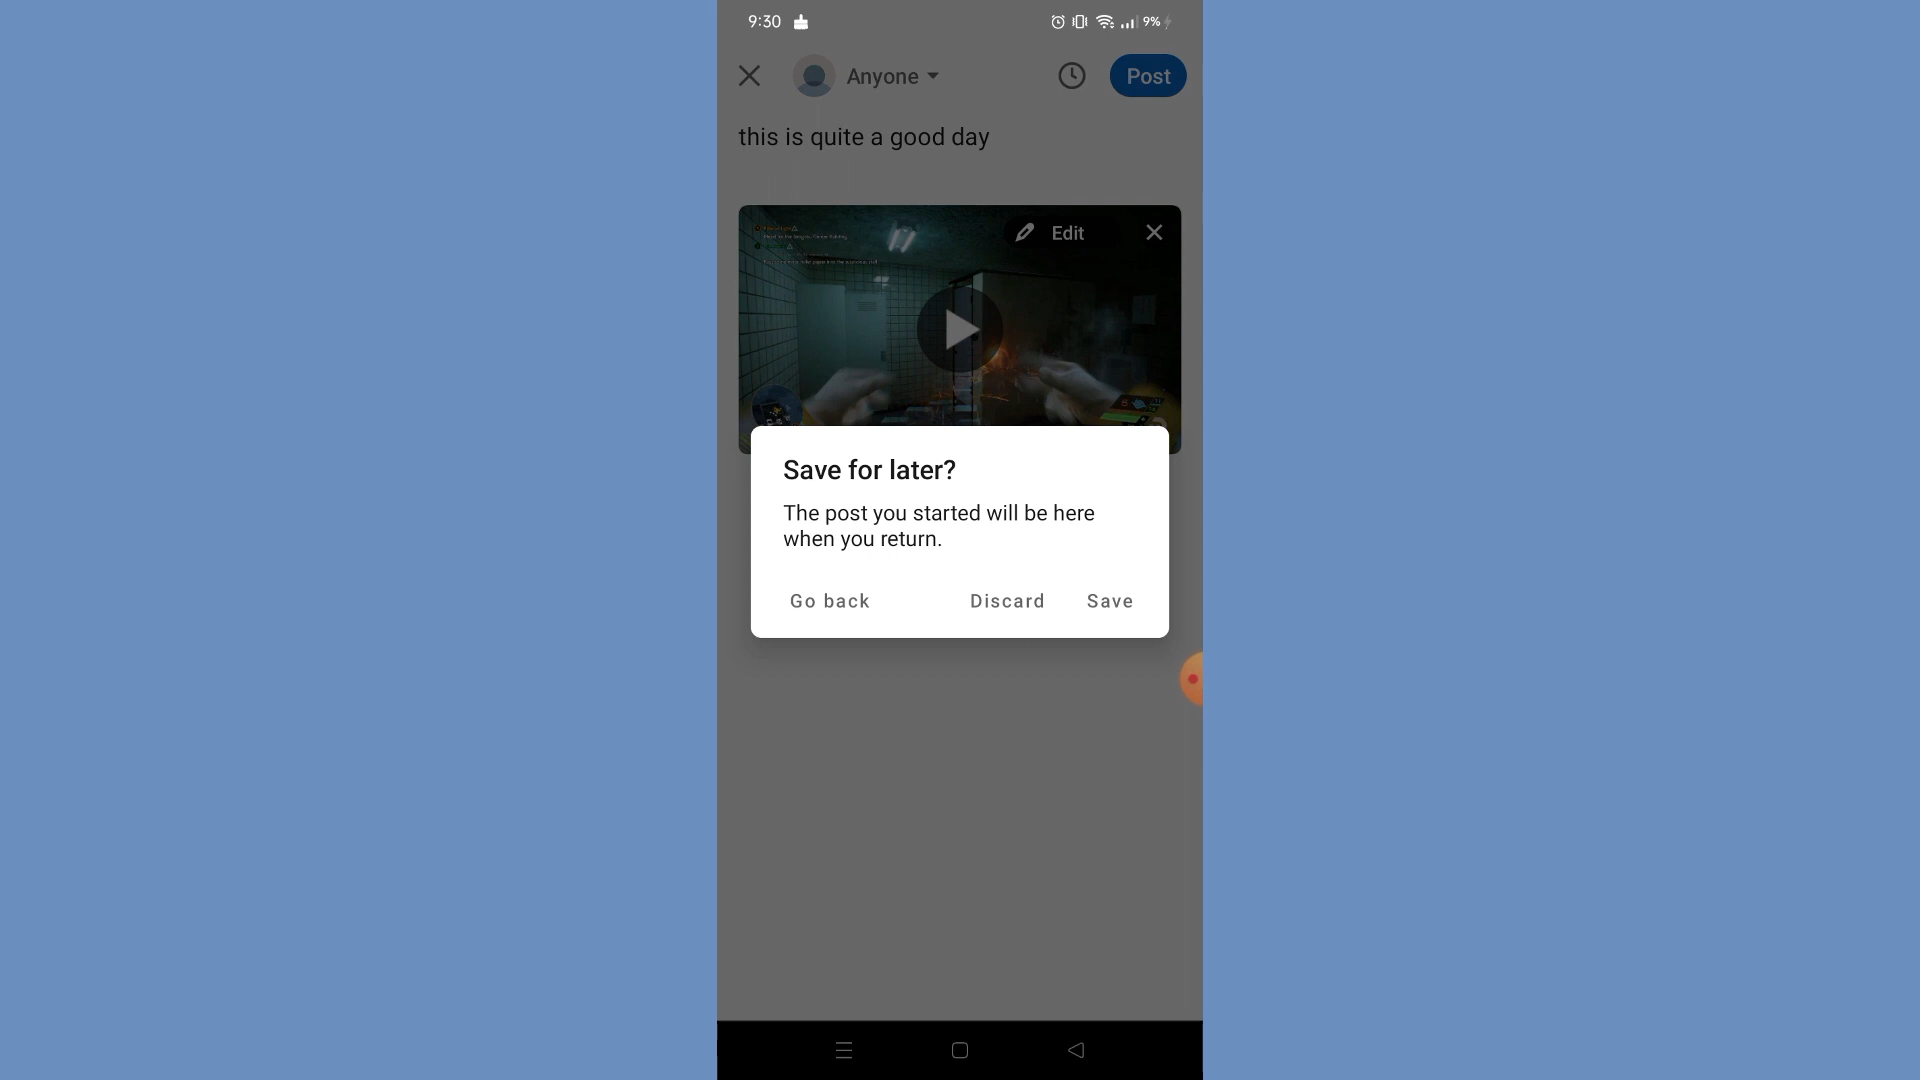 9:30
9%
Anyone
Post
this is quite a good day
Edit
Save for later?
The post you started will be here
when you return.
Go back
Discard
Save